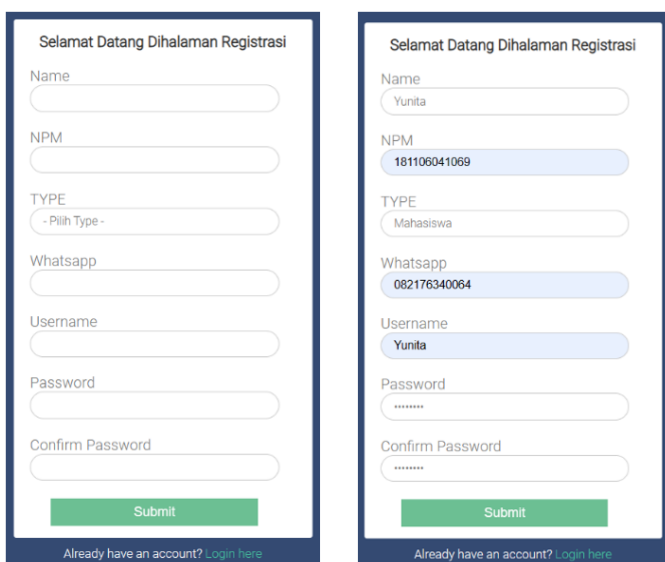 Selamat Datang Dihalaman Registrasi
Name
NPM
TYPE
- Pilih Type -
Whatsapp
Username
Password
Confirm Password
Submit
Already have an account? Login here
Selamat Datang Dihalaman Registrasi
Name
Yunita
NPM
181106041069
TYPE
Mahasiswa
Whatsapp
082176340064
Username
Yunita
Password
••••••••
Confirm Password
••••••••
Submit
Already have an account? Login here